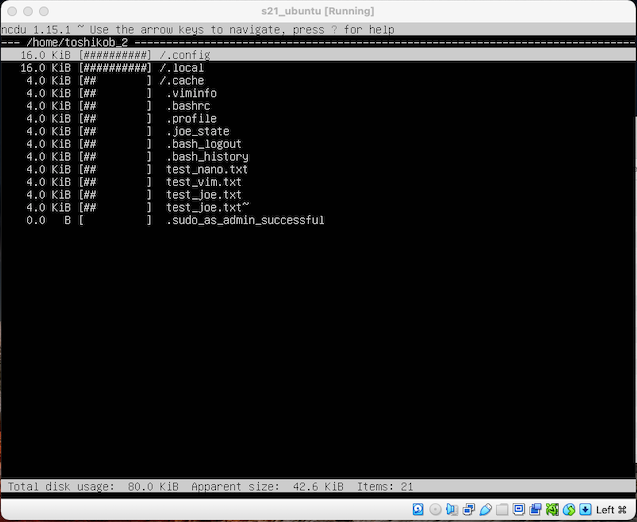 s21_ubuntu [Running]
ncdu 1.15.1 ~ Use the arrow keys to navigate, press ? for help
--- /home/toshikob_2 ---------------------------------------------------------------------------
   16.0 KiB [##########] /.config
   16.0 KiB [##########] /.local
    4.0 KiB [##        ] /.cache
    4.0 KiB [##        ]  .viminfo
    4.0 KiB [##        ]  .bashrc
    4.0 KiB [##        ]  .profile
    4.0 KiB [##        ]  .joe_state
    4.0 KiB [##        ]  .bash_logout
    4.0 KiB [##        ]  .bash_history
    4.0 KiB [##        ]  test_nano.txt
    4.0 KiB [##        ]  test_vim.txt
    4.0 KiB [##        ]  test_joe.txt
    4.0 KiB [##        ]  test_joe.txt~
    0.0   B [          ]  .sudo_as_admin_successful
Total disk usage:  80.0 KiB  Apparent size:  42.6 KiB  Items: 21
Left ⌘